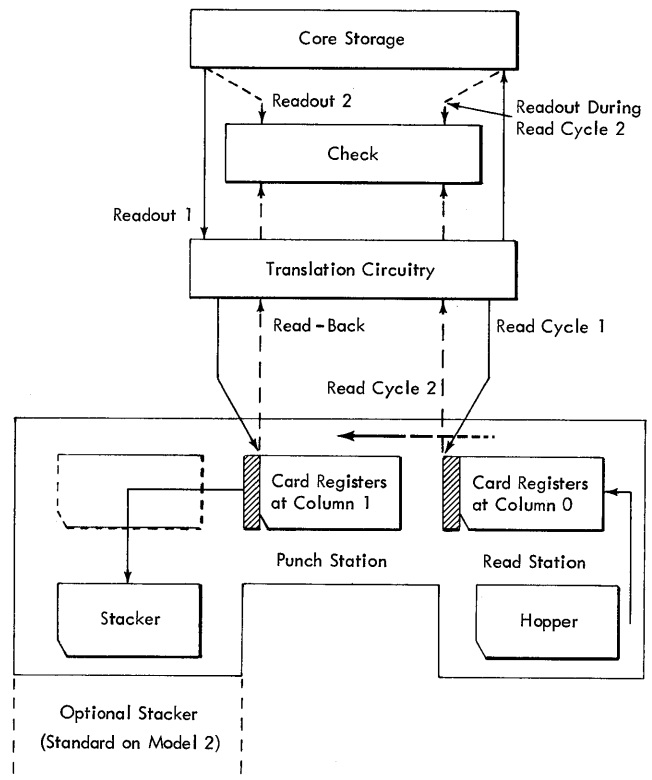 Core Storage
Readout 2
Readout During
Read Cycle 2
Check
Readout 1
Translation Circuitry
Read-Back
Read Cycle 1
Read Cycle 2
Card Registers
at Column 1
Card Registers
at Column 0
Punch Station
Read Station
Stacker
Hopper
Optional Stacker
(Standard on Model 2)